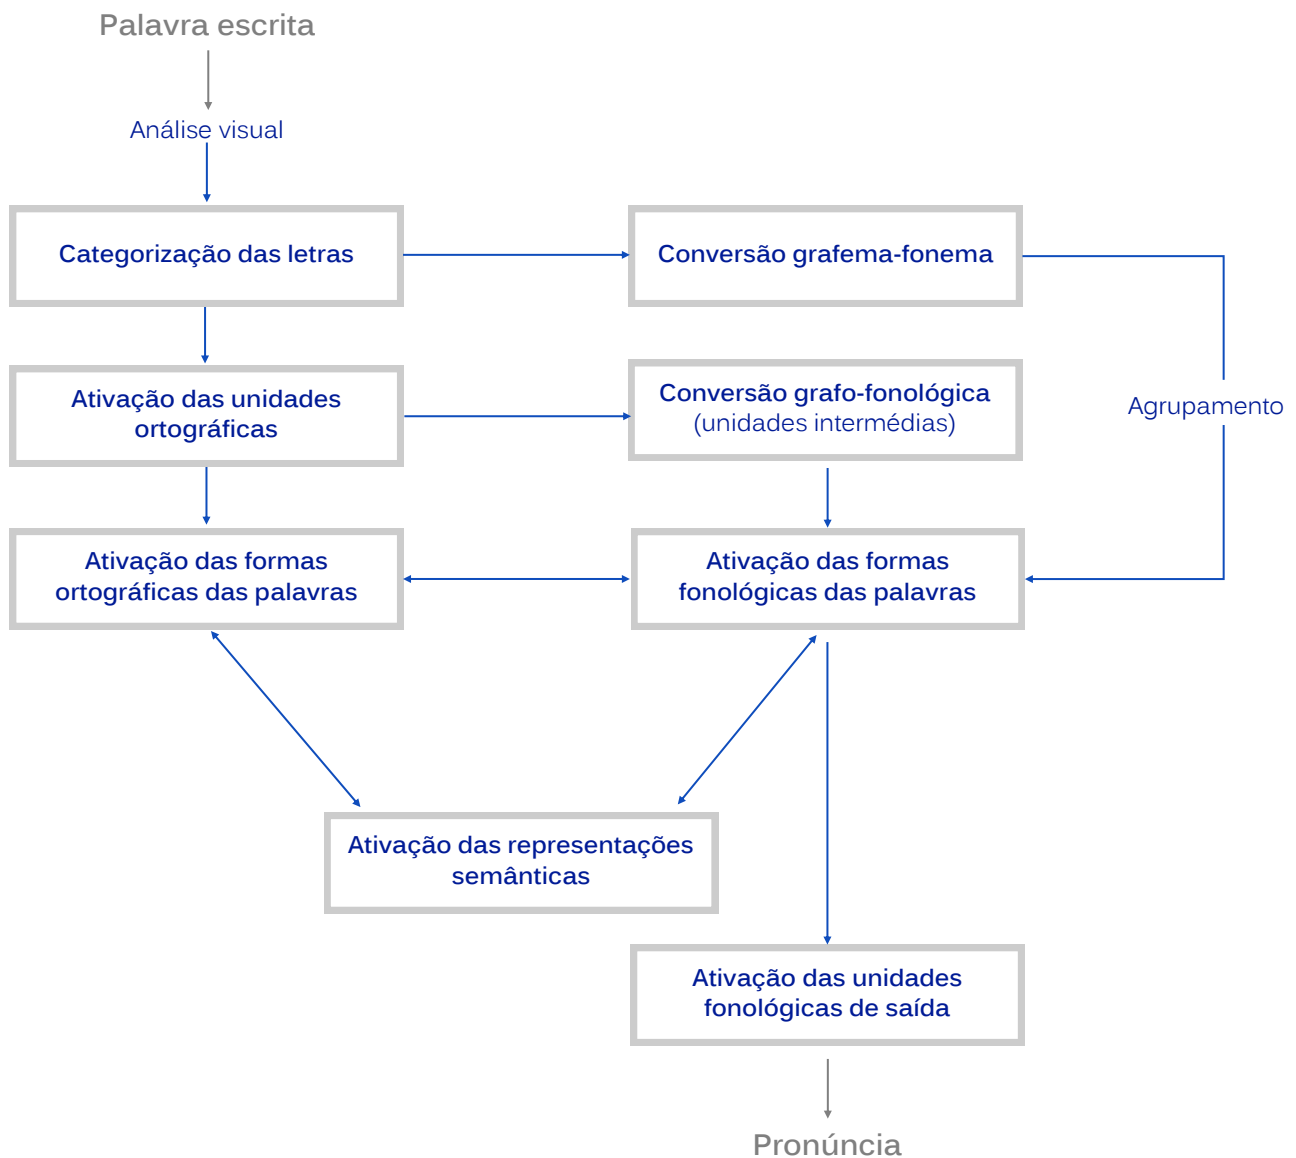 Palavra escrita
Análise visual
Categorização das letras
Conversão grafema-fonema
Ativação das unidades
ortográficas
Conversão grafo-fonológica
(unidades intermédias)
Agrupamento
Ativação das formas
ortográficas das palavras
Ativação das formas
fonológicas das palavras
Ativação das representações
semânticas
Ativação das unidades
fonológicas de saída
Pronúncia